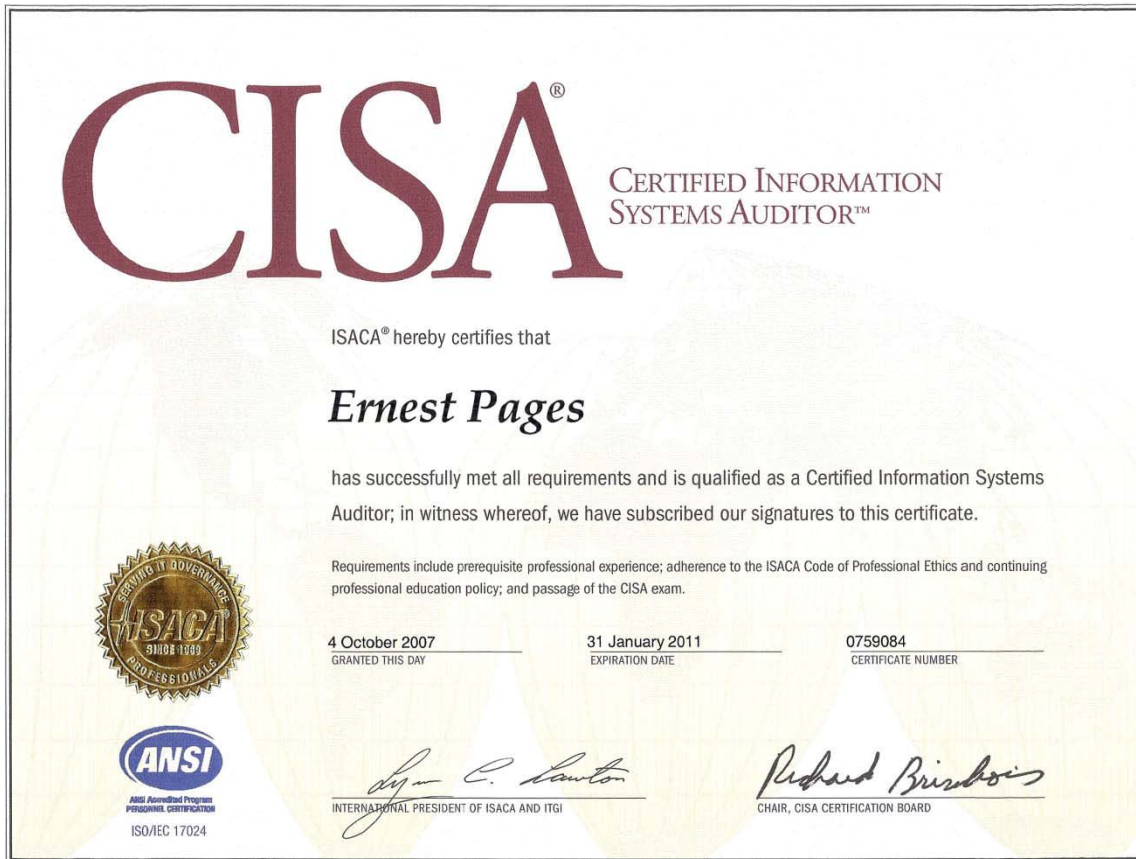 CISA®
CERTIFIED INFORMATION
SYSTEMS AUDITOR™
ISACA® hereby certifies that
Ernest Pages
has successfully met all requirements and is qualified as a Certified Information Systems
Auditor; in witness whereof, we have subscribed our signatures to this certificate.
Requirements include prerequisite professional experience; adherence to the ISACA Code of Professional Ethics and continuing
professional education policy; and passage of the CISA exam.
4 October 2007
GRANTED THIS DAY
31 January 2011
EXPIRATION DATE
0759084
CERTIFICATE NUMBER
SERVING IT GOVERNANCE
ISACA®
SINCE 1969
PROFESSIONALS
ANSI
ANSI Accredited Program
PERSONNEL CERTIFICATION
ISO/IEC 17024
Lynn C. Lawton
INTERNATIONAL PRESIDENT OF ISACA AND ITGI
Richard Brisebois
CHAIR, CISA CERTIFICATION BOARD